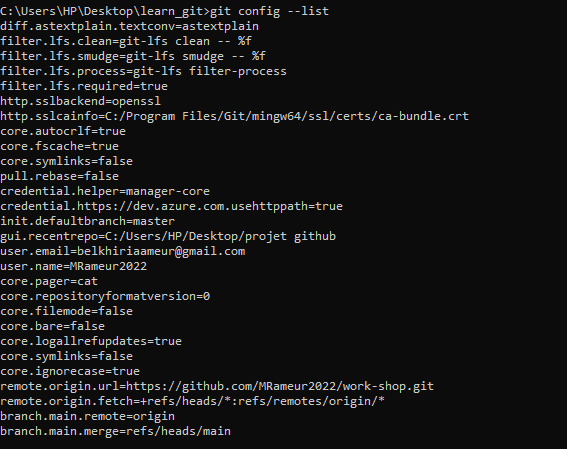 C:\Users\HP\Desktop\learn_git>git config --list
diff.astextplain.textconv=astextplain
filter.lfs.clean=git-lfs clean -- %f
filter.lfs.smudge=git-lfs smudge -- %f
filter.lfs.process=git-lfs filter-process
filter.lfs.required=true
http.sslbackend=openssl
http.sslcainfo=C:/Program Files/Git/mingw64/ssl/certs/ca-bundle.crt
core.autocrlf=true
core.fscache=true
core.symlinks=false
pull.rebase=false
credential.helper=manager-core
credential.https://dev.azure.com.usehttppath=true
init.defaultbranch=master
gui.recentrepo=C:/Users/HP/Desktop/projet github
user.email=belkhiriaameur@gmail.com
user.name=MRameur2022
core.pager=cat
core.repositoryformatversion=0
core.filemode=false
core.bare=false
core.logallrefupdates=true
core.symlinks=false
core.ignorecase=true
remote.origin.url=https://github.com/MRameur2022/work-shop.git
remote.origin.fetch=+refs/heads/*:refs/remotes/origin/*
branch.main.remote=origin
branch.main.merge=refs/heads/main